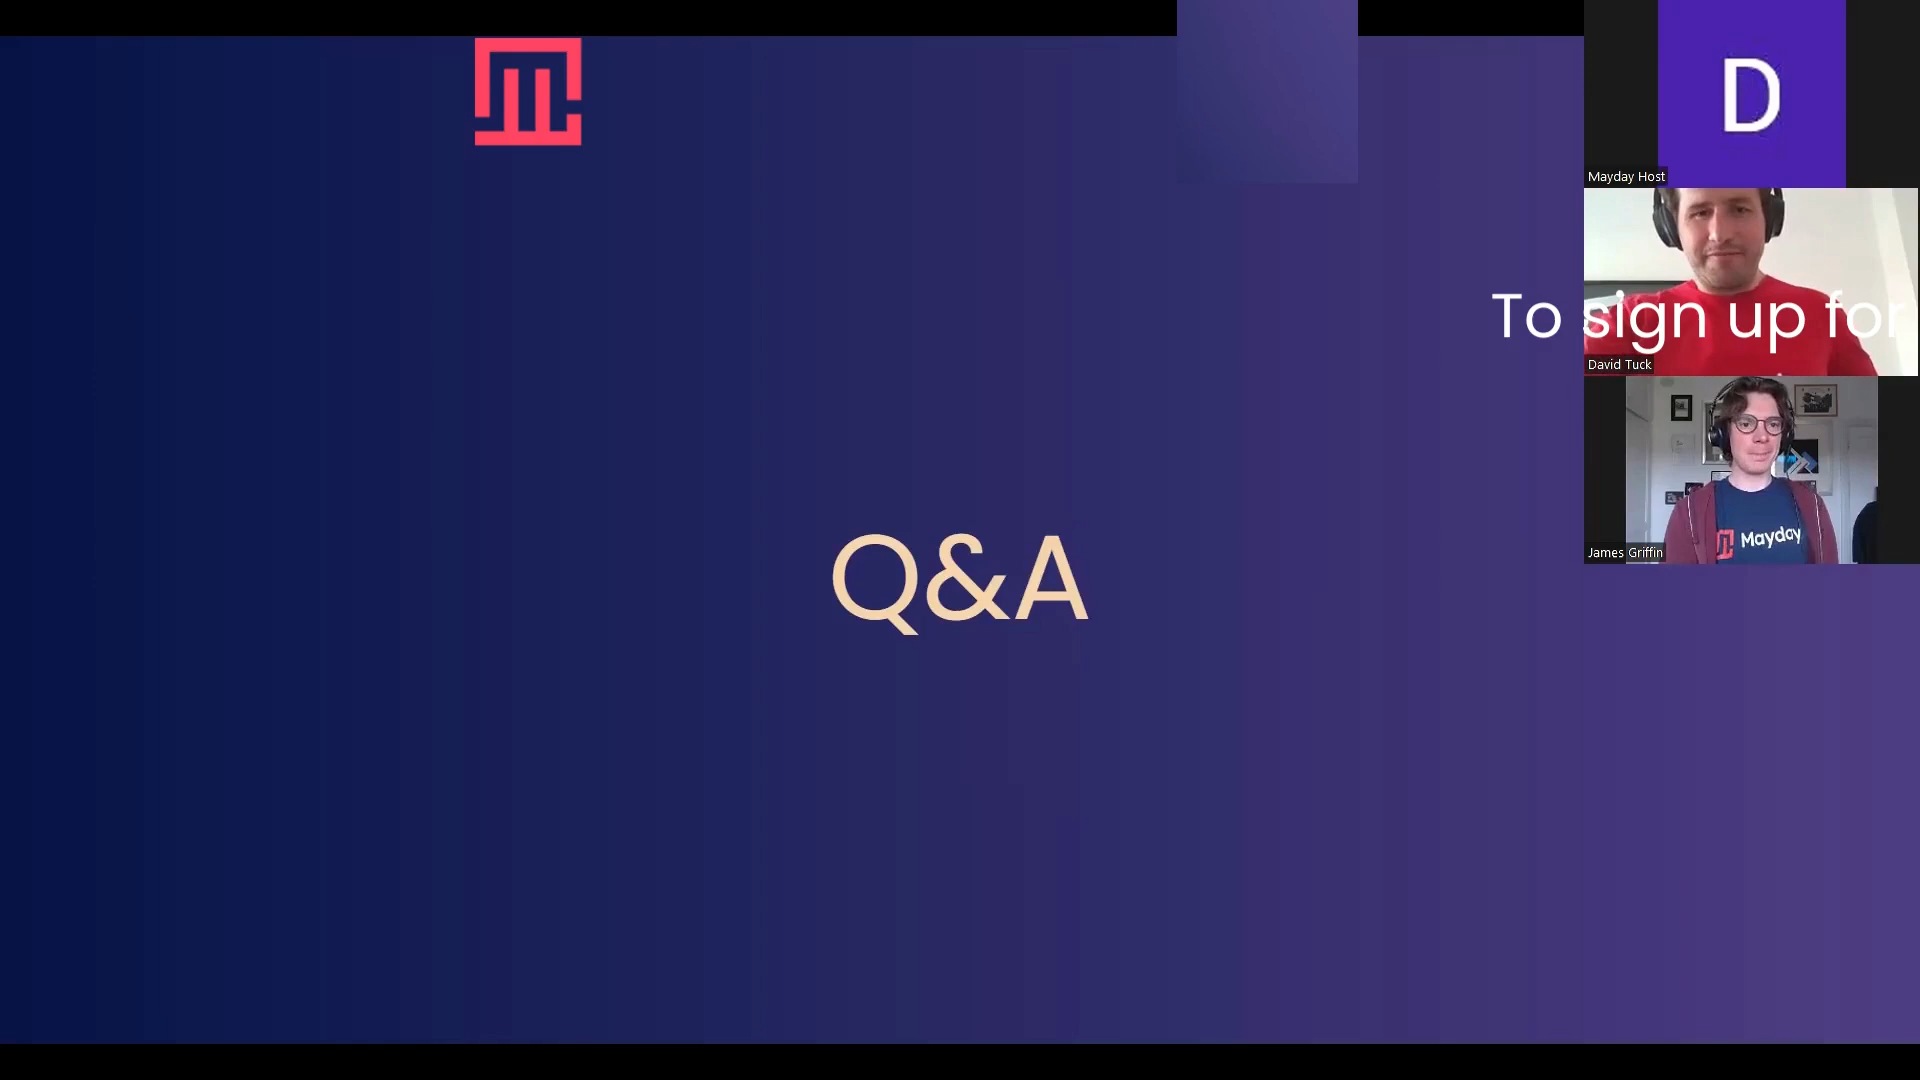 D
Mayday Host
To sign up for
David Tuck
Mayday
James Griffin
Q&A